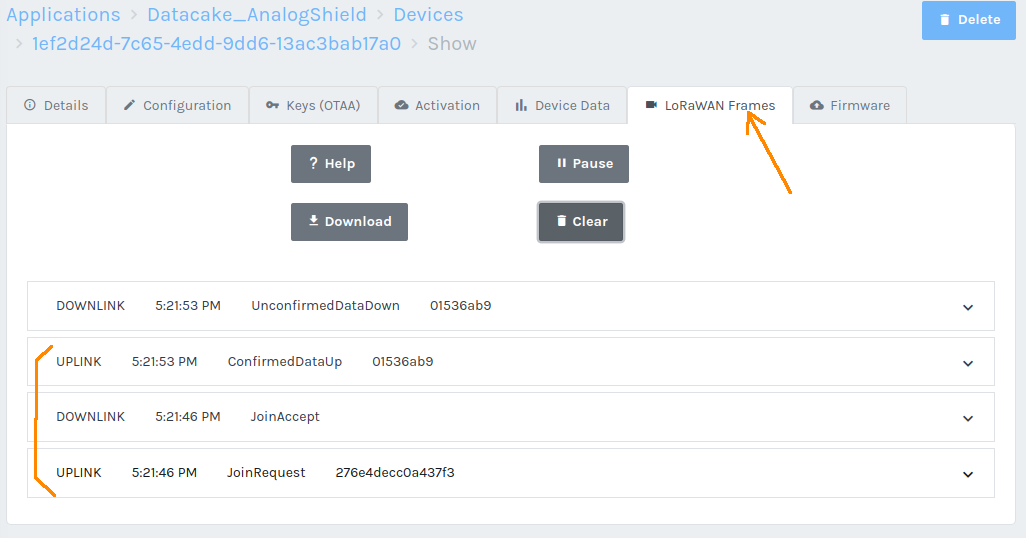 Applications > Datacake_AnalogShield > Devices
> 1ef2d24d-7c65-4edd-9dd6-13ac3bab17a0 > Show
Delete
Details Configuration Keys (OTAA) Activation Device Data LoRaWAN Frames Firmware
? Help Pause
Download Clear
DOWNLINK 5:21:53 PM UnconfirmedDataDown 01536ab9
UPLINK 5:21:53 PM ConfirmedDataUp 01536ab9
DOWNLINK 5:21:46 PM JoinAccept
UPLINK 5:21:46 PM JoinRequest 276e4decc0a437f3